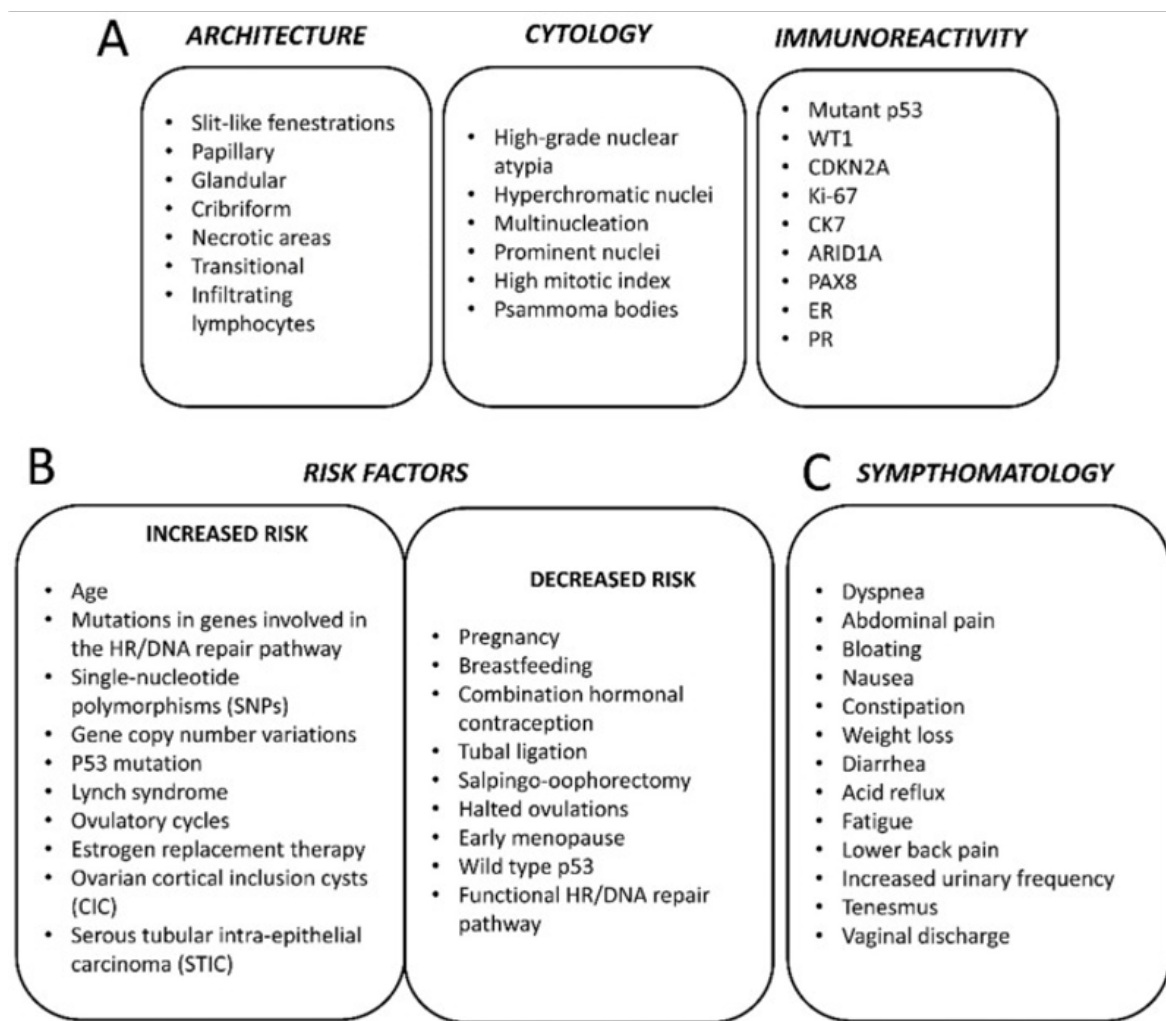 A
ARCHITECTURE
• Slit-like fenestrations
• Papillary
• Glandular
• Cribriform
• Necrotic areas
• Transitional
• Infiltrating
lymphocytes
CYTOLOGY
• High-grade nuclear
atypia
• Hyperchromatic nuclei
• Multinucleation
• Prominent nuclei
• High mitotic index
• Psammoma bodies
IMMUNOREACTIVITY
• Mutant p53
• WT1
• CDKN2A
• Ki-67
• CK7
• ARID1A
• PAX8
• ER
• PR
B
RISK FACTORS
INCREASED RISK
• Age
• Mutations in genes involved in
the HR/DNA repair pathway
• Single-nucleotide
polymorphisms (SNPs)
• Gene copy number variations
• P53 mutation
• Lynch syndrome
• Ovulatory cycles
• Estrogen replacement therapy
• Ovarian cortical inclusion cysts
(CIC)
• Serous tubular intra-epithelial
carcinoma (STIC)
DECREASED RISK
• Pregnancy
• Breastfeeding
• Combination hormonal
contraception
• Tubal ligation
• Salpingo-oophorectomy
• Halted ovulations
• Early menopause
• Wild type p53
• Functional HR/DNA repair
pathway
C
SYMPTHOMATOLOGY
• Dyspnea
• Abdominal pain
• Bloating
• Nausea
• Constipation
• Weight loss
• Diarrhea
• Acid reflux
• Fatigue
• Lower back pain
• Increased urinary frequency
• Tenesmus
• Vaginal discharge